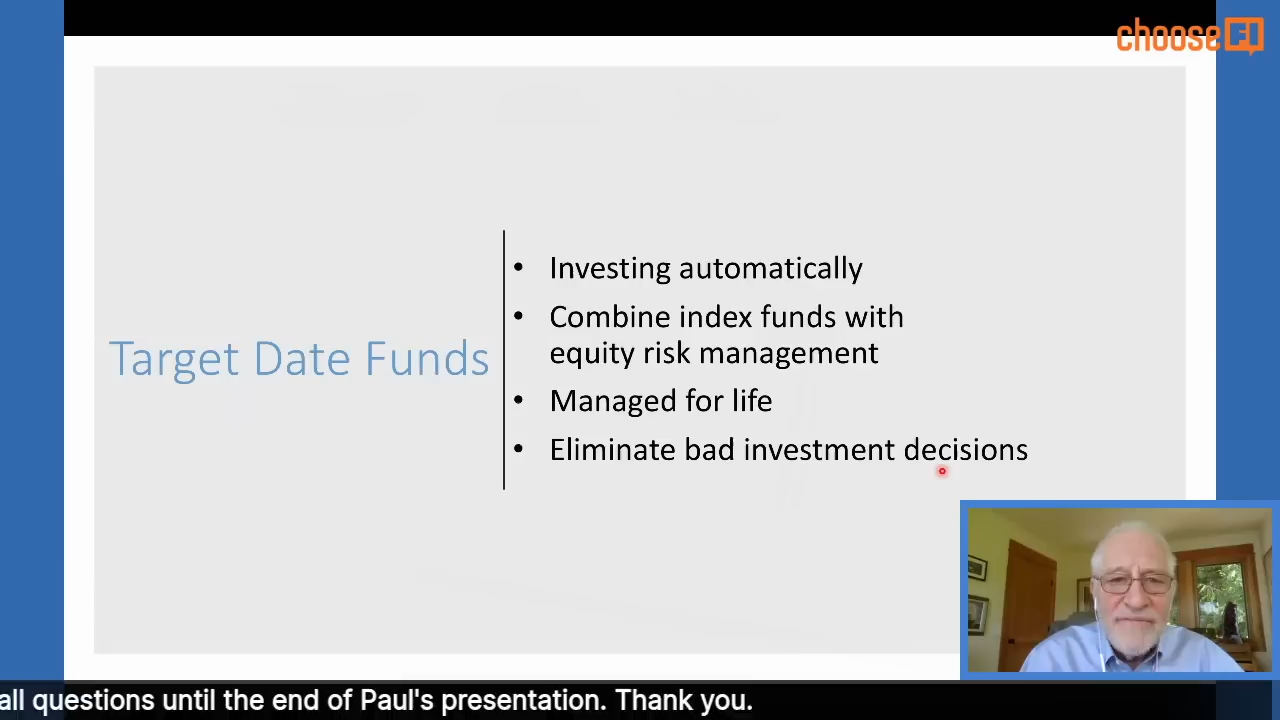 chooseFI
Target Date Funds
• Investing automatically
• Combine index funds with
equity risk management
• Managed for life
• Eliminate bad investment decisions
all questions until the end of Paul's presentation. Thank you.